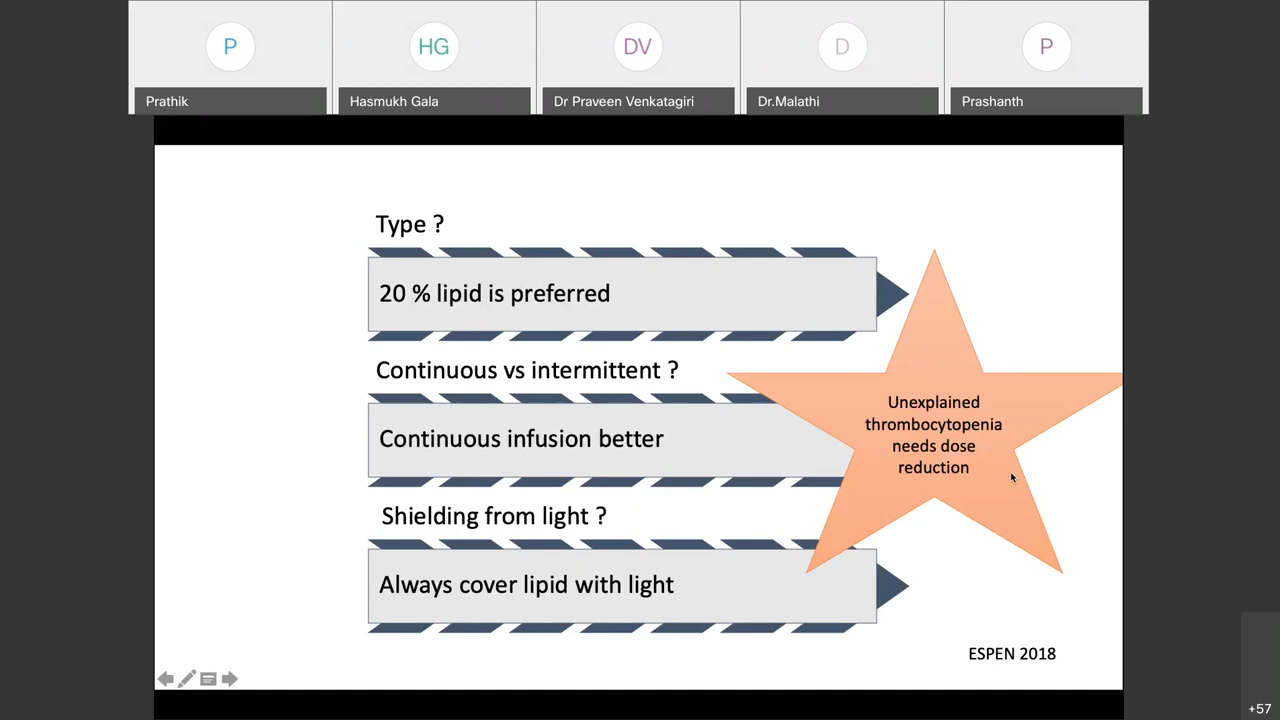 P
HG
DV
D
P
Prathik
Hasmukh Gala
Dr Praveen Venkatagiri
Dr.Malathi
Prashanth
Type ?
20 % lipid is preferred
Continuous vs intermittent ?
Continuous infusion better
Unexplained
thrombocytopenia
needs dose
reduction
Shielding from light ?
Always cover lipid with light
ESPEN 2018
+57